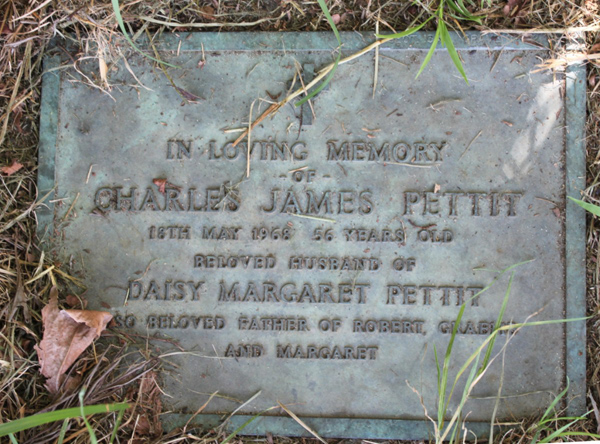 IN LOVING MEMORY
- OF -
CHARLES JAMES PETTIT
18TH MAY 1968 56 YEARS OLD
BELOVED HUSBAND OF
DAISY MARGARET PETTIT
BELOVED FATHER OF ROBERT,
AND MARGARET